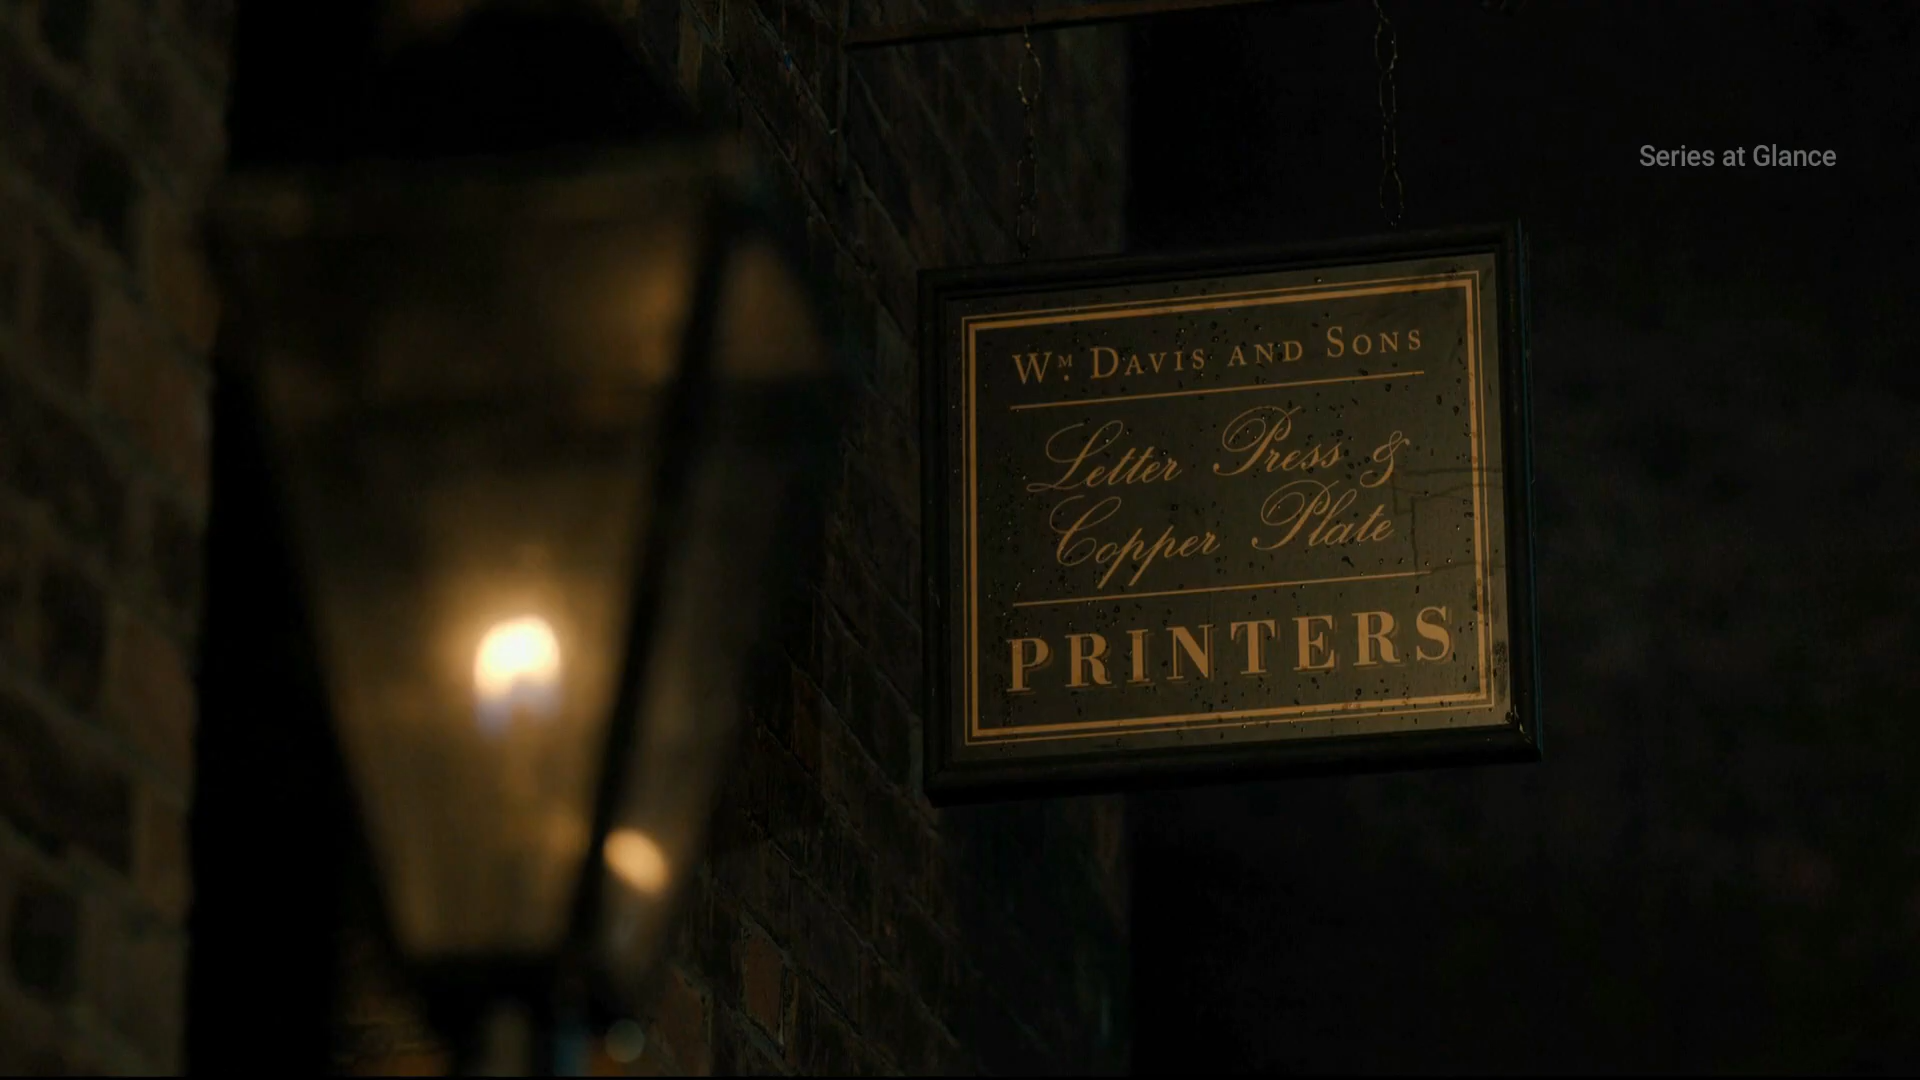 Series at Glance
Wᴹ. Davis and Sons
Letter Press &
Copper Plate
PRINTERS